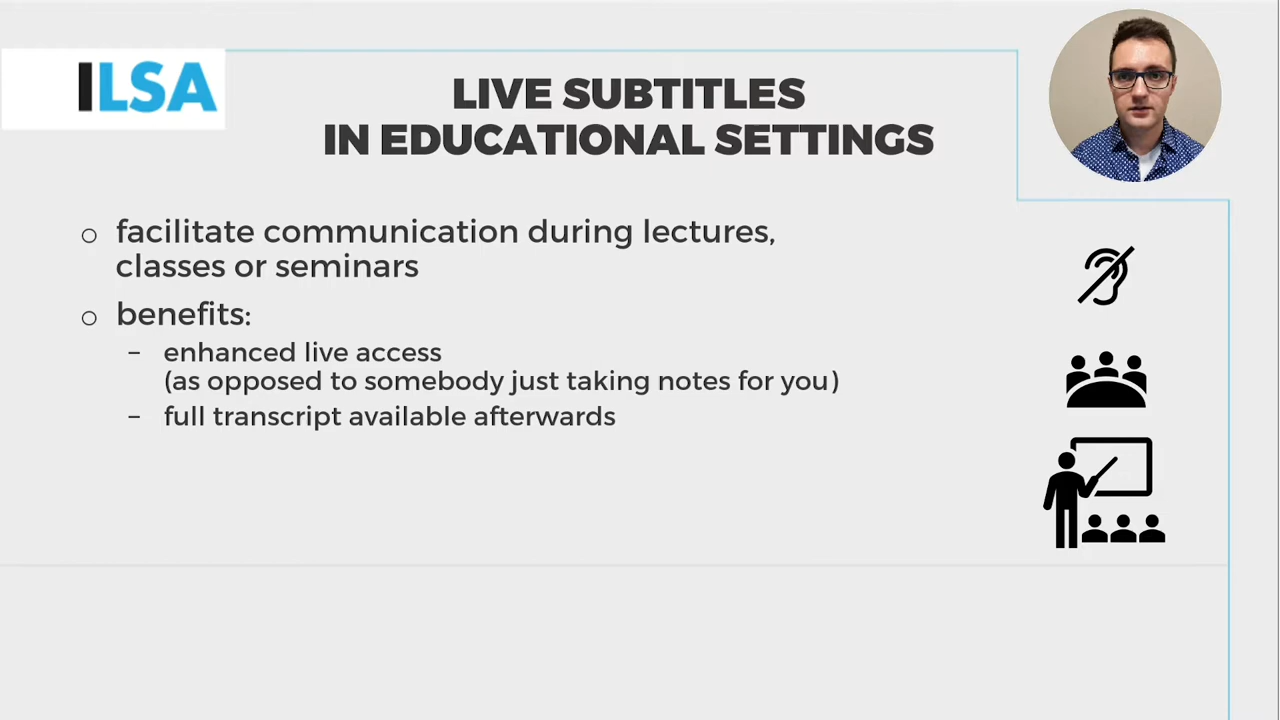 ILSA
LIVE SUBTITLES
IN EDUCATIONAL SETTINGS
facilitate communication during lectures,
classes or seminars
benefits:
– enhanced live access
(as opposed to somebody just taking notes for you)
– full transcript available afterwards